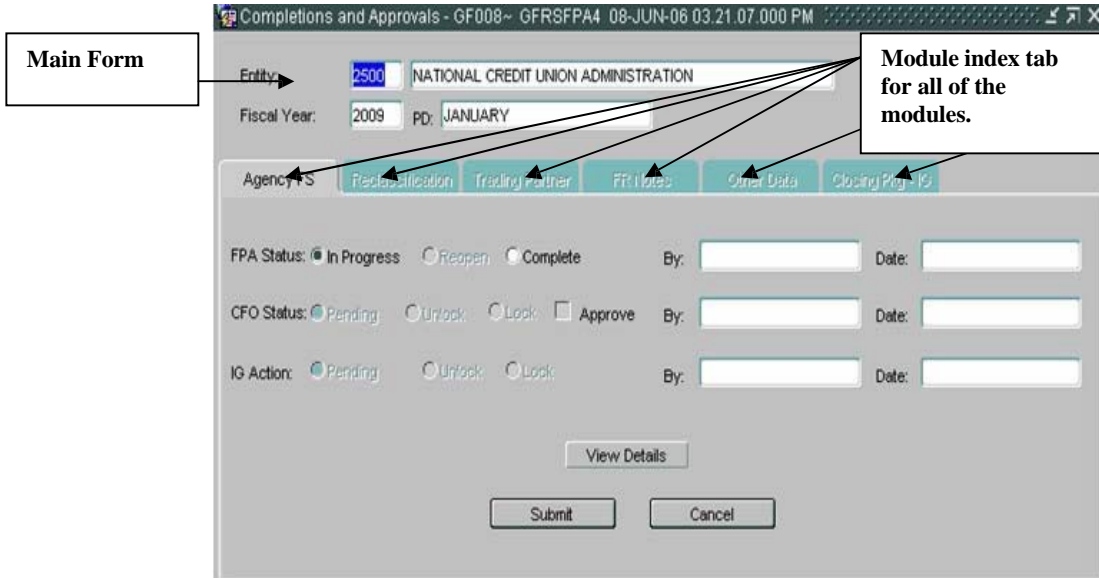 Completions and Approvals - GF008~ GFRSFPA4 08-JUN-06 03.21.07.000 PM
Main Form
Module index tab
for all of the
modules.
Entity: 2500 NATIONAL CREDIT UNION ADMINISTRATION
Fiscal Year: 2009 PD: JANUARY
Agency FS Reclassification Trading Partner FR Notes Other Data Closing Pkg - IG
FPA Status: In Progress Reopen Complete By: Date:
CFO Status: Pending Unlock Lock Approve By: Date:
IG Action: Pending Unlock Lock By: Date:
View Details
Submit Cancel